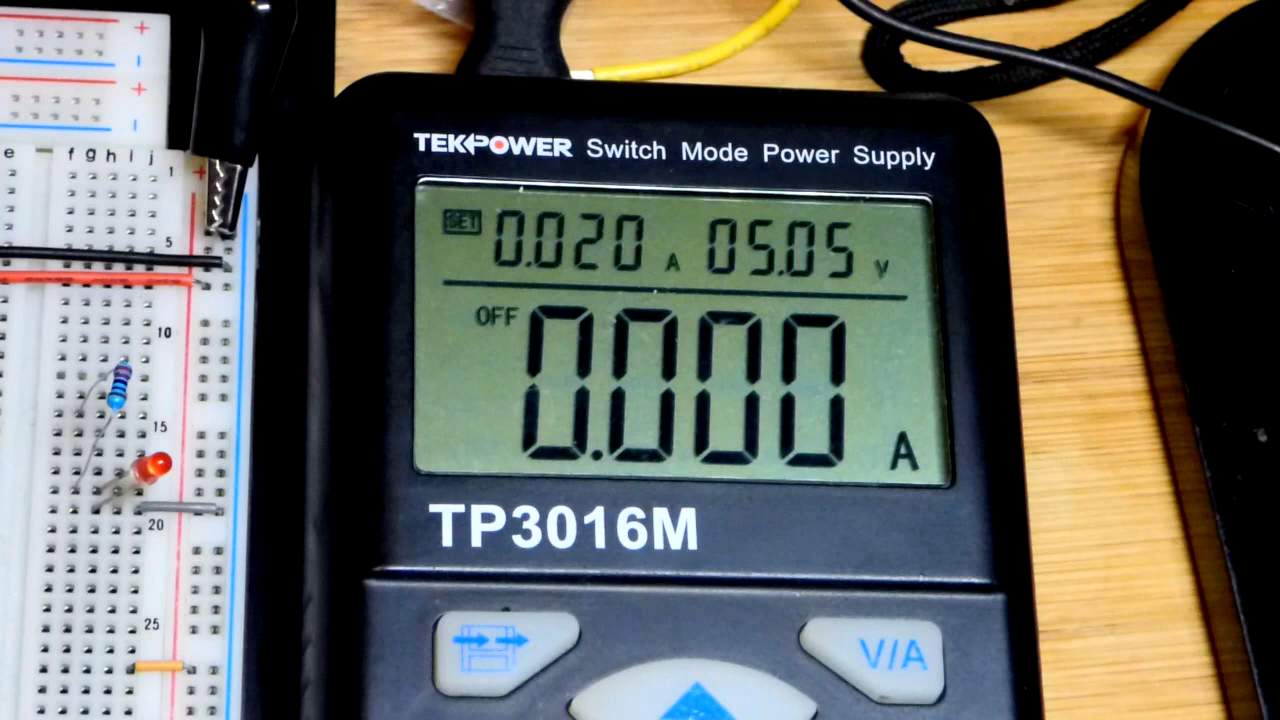 +
-
+
-
e f g h i j
1
+
5
10
15
20
25
TEKPOWER Switch Mode Power Supply
SET 0.020 A 05.05 V
OFF 0.000 A
TP3016M
V/A